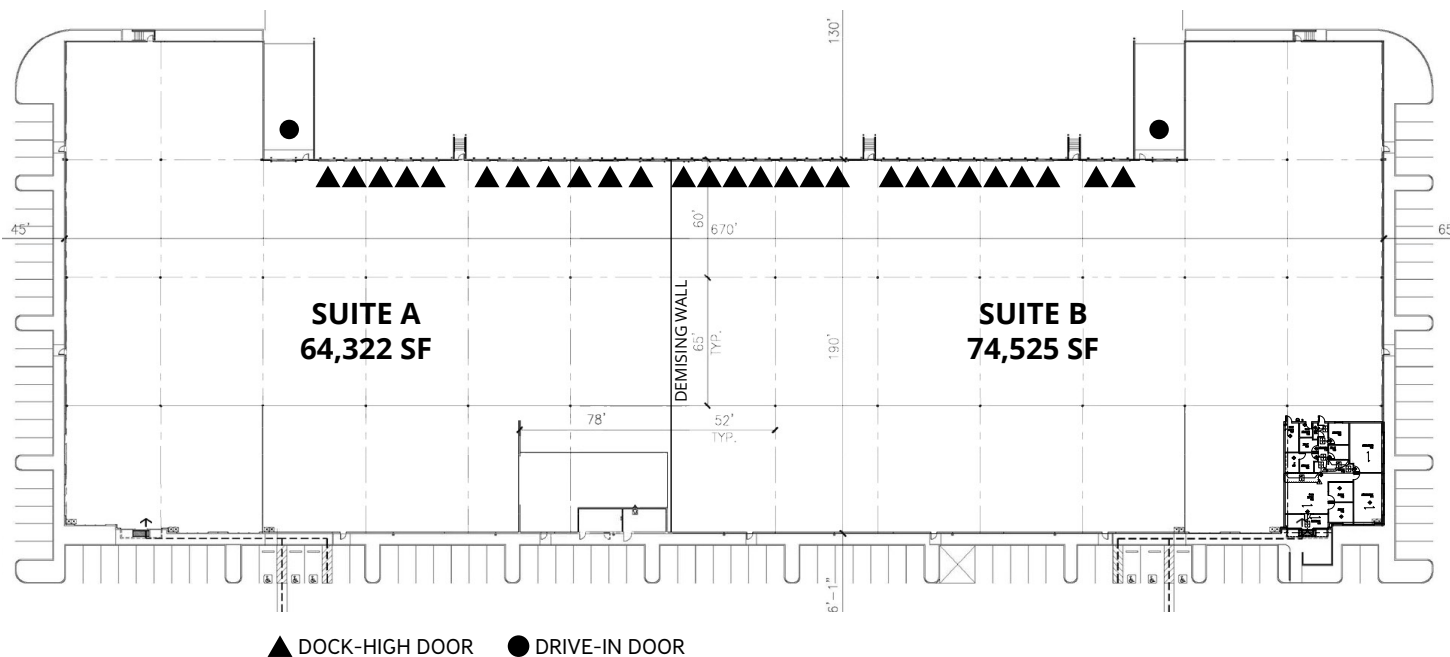 130'
45'
60'
670'
65
SUITE A
64,322 SF
DEMISING WALL
65'
TYP.
190'
SUITE B
74,525 SF
78'
52'
TYP.
6'-1"
DOCK-HIGH DOOR
DRIVE-IN DOOR